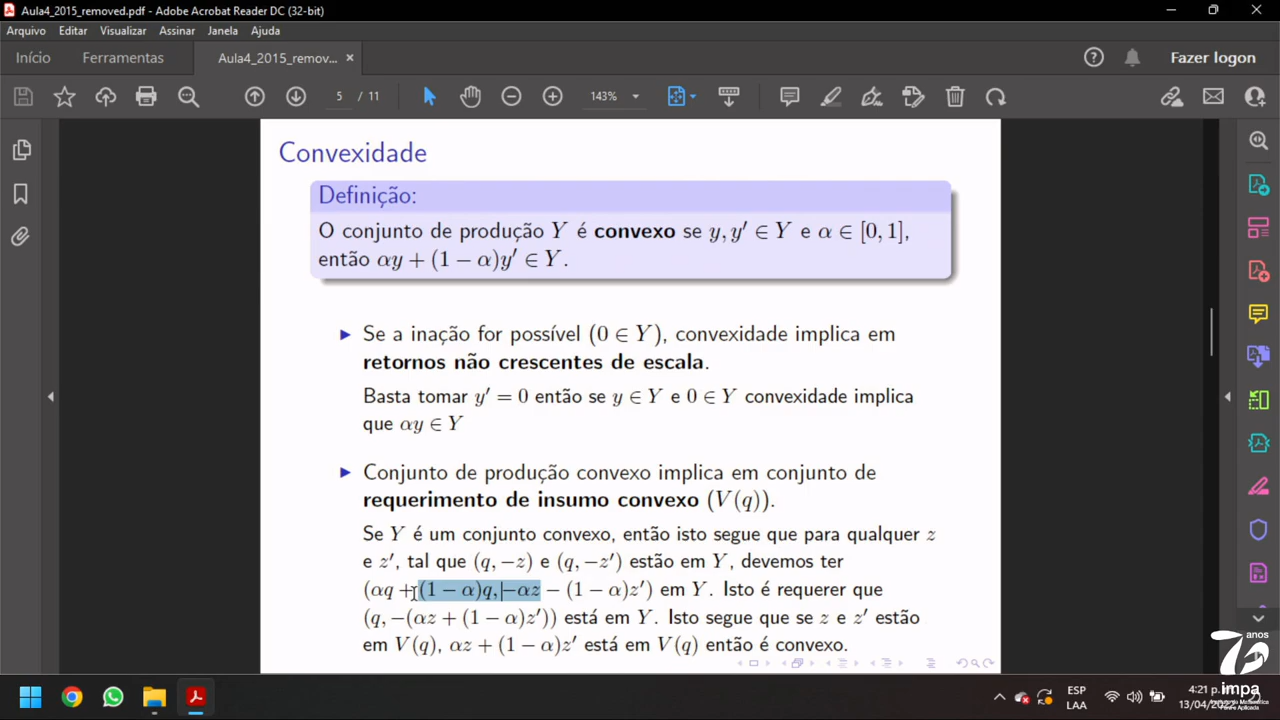 Aula4_2015_removed.pdf - Adobe Acrobat Reader DC (32-bit)
Arquivo Editar Visualizar Assinar Janela Ajuda
Início Ferramentas Aula4_2015_remov... × Fazer logon
5 / 11 143%
Convexidade
Definição:
O conjunto de produção Y é convexo se y, y′ ∈ Y e α ∈ [0, 1],
então αy + (1 − α)y′ ∈ Y.
Se a inação for possível (0 ∈ Y), convexidade implica em
retornos não crescentes de escala.
Basta tomar y′ = 0 então se y ∈ Y e 0 ∈ Y convexidade implica
que αy ∈ Y
Conjunto de produção convexo implica em conjunto de
requerimento de insumo convexo (V(q)).
Se Y é um conjunto convexo, então isto segue que para qualquer z
e z′, tal que (q, −z) e (q, −z′) estão em Y, devemos ter
(αq + (1 − α)q, −αz − (1 − α)z′) em Y. Isto é requerer que
(q, −(αz + (1 − α)z′)) está em Y. Isto segue que se z e z′ estão
em V(q), αz + (1 − α)z′ está em V(q) então é convexo.
anos
impa
ESP
LAA
4:21 p. m.
13/04/2022